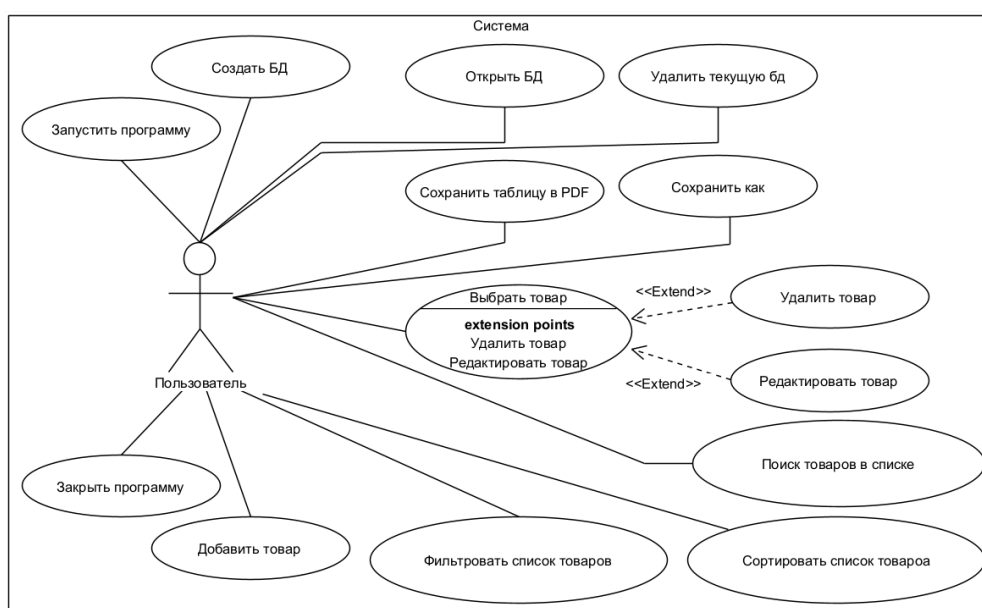 Система
Создать БД
Открыть БД
Удалить текущую бд
Запустить программу
Сохранить таблицу в PDF
Сохранить как
Выбрать товар
extension points
Удалить товар
Редактировать товар
<<Extend>>
Удалить товар
<<Extend>>
Редактировать товар
Пользователь
Поиск товаров в списке
Закрыть программу
Добавить товар
Фильтровать список товаров
Сортировать список товароа